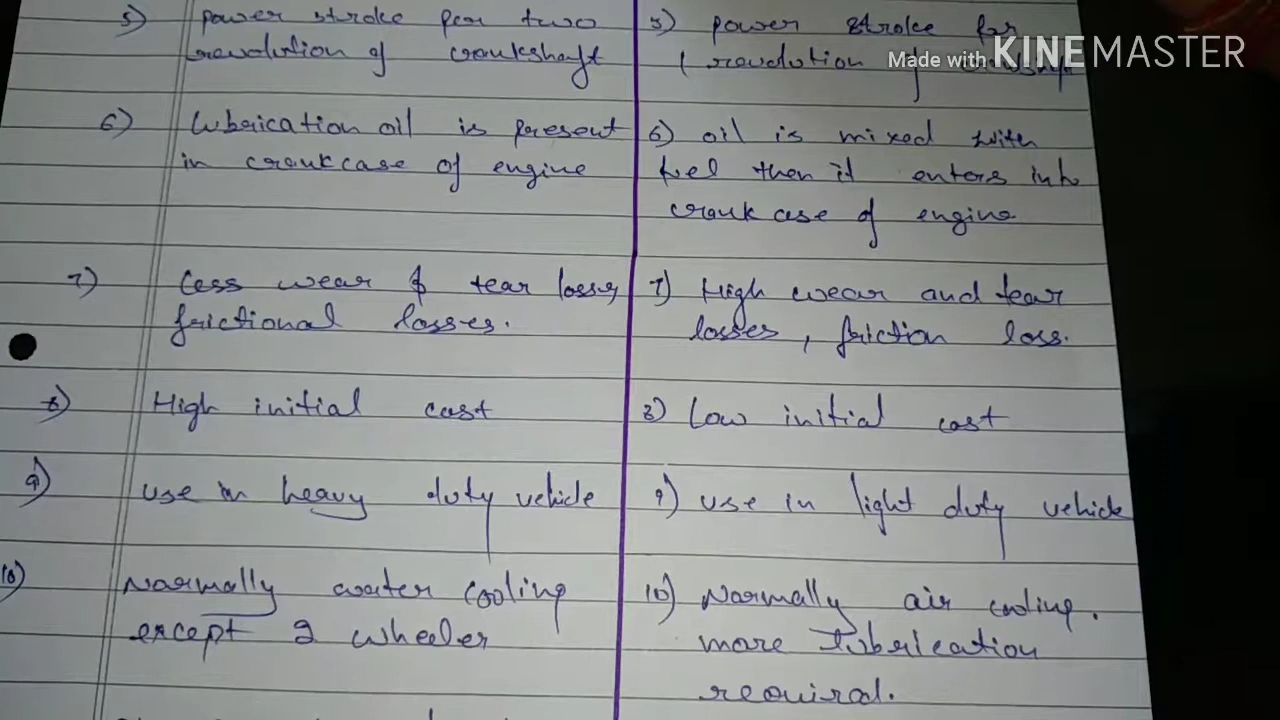 5) power stroke per two
revolution of crankshaft
6) Lubrication oil is present
in crankcase of engine
7) Less wear & tear losses,
frictional losses.
8) High initial cost
9) use in heavy duty vehicle
10) Normally water cooling
except 2 wheeler
5) power stroke for
1 revolution of
Made with KINEMASTER
6) oil is mixed with
fuel then it enters into
crank case of engine
7) High wear and tear
losses, friction loss.
8) Low initial cost
9) use in light duty vehicle
10) Normally air cooling.
more lubrication
required.